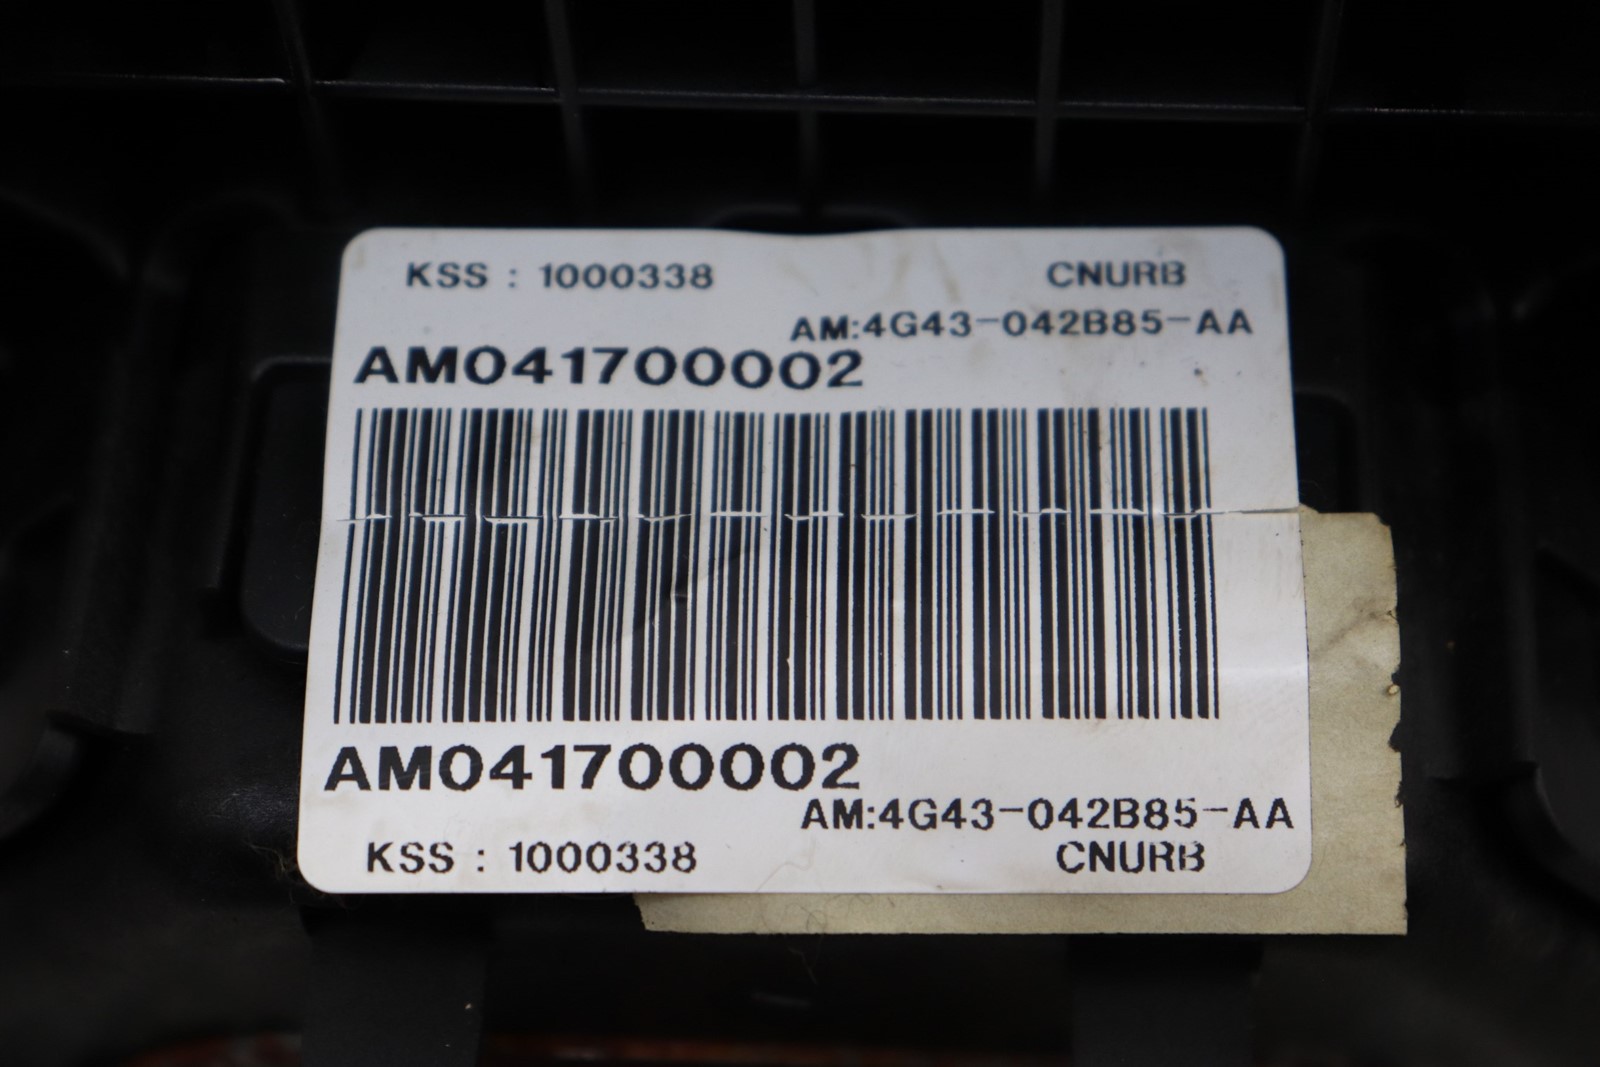 KSS : 1000338 CNURB
AM:4G43-042B85-AA
AM041700002
AM041700002
AM:4G43-042B85-AA
KSS : 1000338 CNURB